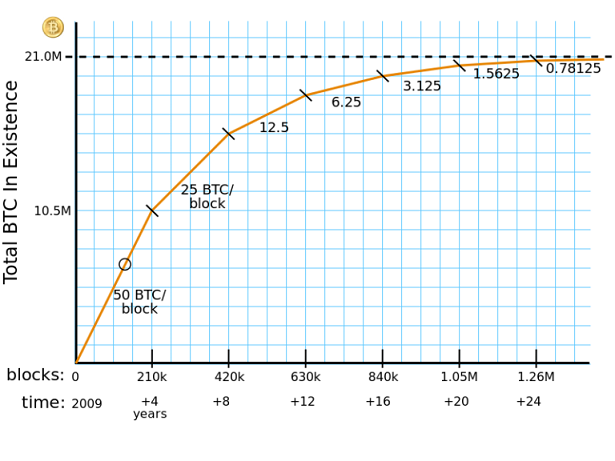 21.0M
10.5M
Total BTC In Existence
50 BTC/
block
25 BTC/
block
12.5
6.25
3.125
1.5625
0.78125
blocks: 0 210k 420k 630k 840k 1.05M 1.26M
time: 2009 +4 +8 +12 +16 +20 +24
years